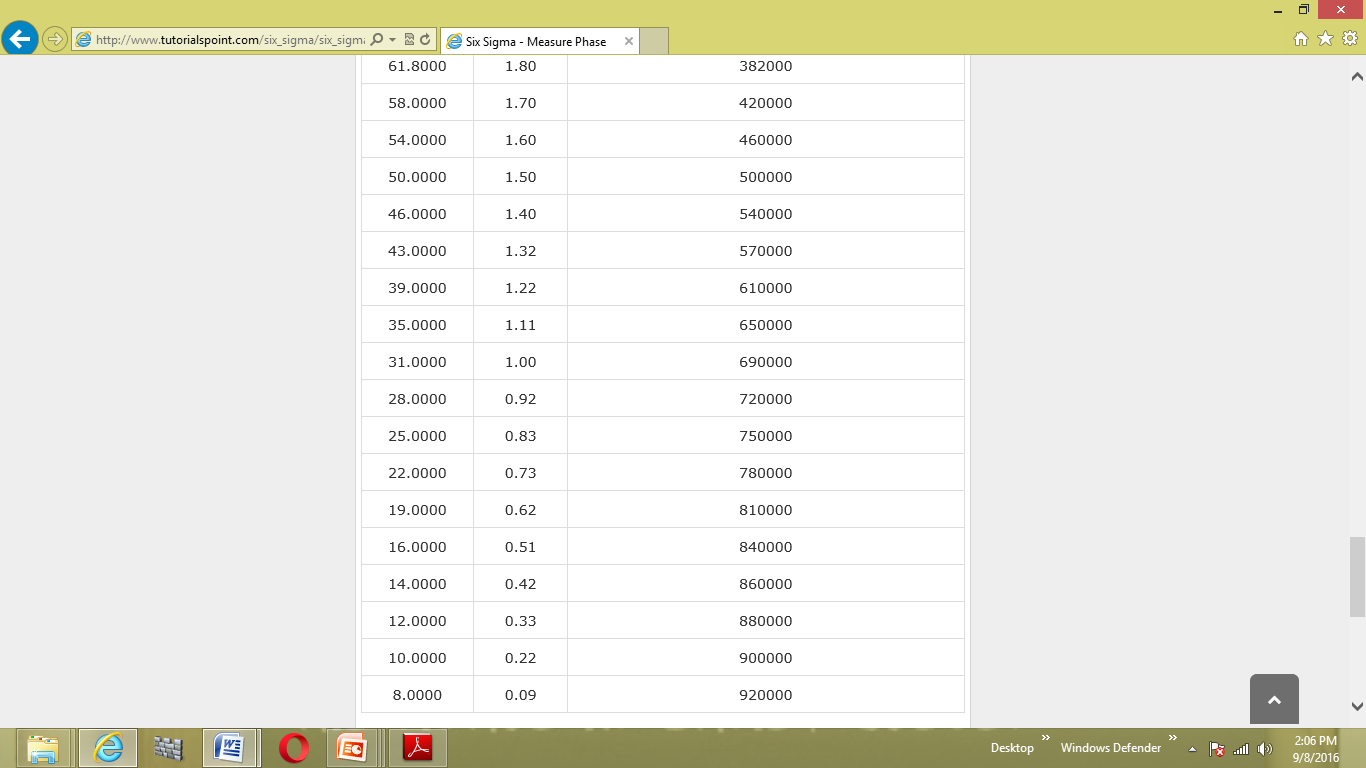 http://www.tutorialspoint.com/six_sigma/six_sigma
Six Sigma - Measure Phase
61.8000 1.80 382000
58.0000 1.70 420000
54.0000 1.60 460000
50.0000 1.50 500000
46.0000 1.40 540000
43.0000 1.32 570000
39.0000 1.22 610000
35.0000 1.11 650000
31.0000 1.00 690000
28.0000 0.92 720000
25.0000 0.83 750000
22.0000 0.73 780000
19.0000 0.62 810000
16.0000 0.51 840000
14.0000 0.42 860000
12.0000 0.33 880000
10.0000 0.22 900000
8.0000 0.09 920000
Desktop Windows Defender 2:06 PM
9/8/2016